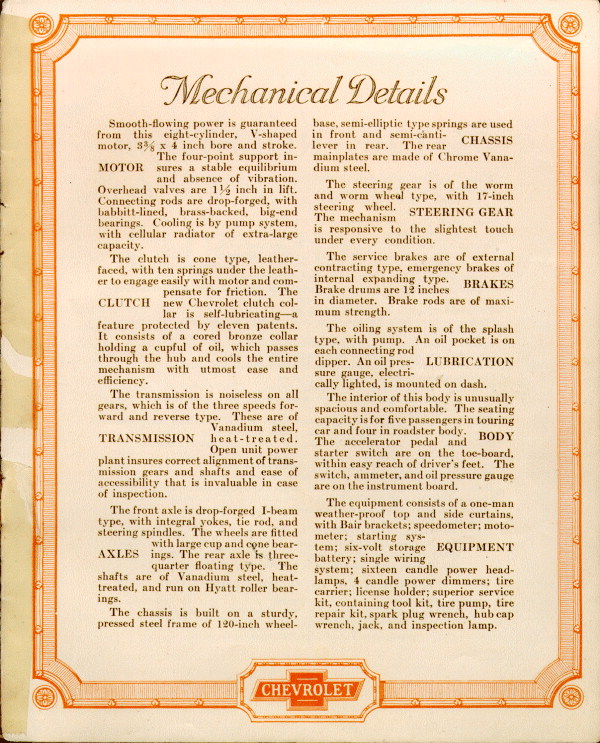 Mechanical Details
Smooth-flowing power is guaranteed
from this eight-cylinder, V-shaped
motor, 3⅜ x 4 inch bore and stroke.
The four-point support in-
MOTOR sures a stable equilibrium
and absence of vibration.
Overhead valves are 1½ inch in lift.
Connecting rods are drop-forged, with
babbitt-lined, brass-backed, big-end
bearings. Cooling is by pump system,
with cellular radiator of extra-large
capacity.
The clutch is cone type, leather-
faced, with ten springs under the leath-
er to engage easily with motor and com-
pensate for friction. The
CLUTCH new Chevrolet clutch col-
lar is self-lubricating—a
feature protected by eleven patents.
It consists of a cored bronze collar
holding a cupful of oil, which passes
through the hub and cools the entire
mechanism with utmost ease and
efficiency.
The transmission is noiseless on all
gears, which is of the three speeds for-
ward and reverse type. These are of
Vanadium steel,
TRANSMISSION heat-treated.
Open unit power
plant insures correct alignment of trans-
mission gears and shafts and ease of
accessibility that is invaluable in case
of inspection.
The front axle is drop-forged I-beam
type, with integral yokes, tie rod, and
steering spindles. The wheels are fitted
with large cup and cone bear-
AXLES ings. The rear axle is three-
quarter floating type. The
shafts are of Vanadium steel, heat-
treated, and run on Hyatt roller bear-
ings.
The chassis is built on a sturdy,
pressed steel frame of 120-inch wheel-
base, semi-elliptic type springs are used
in front and semi-canti-
lever in rear. The rear CHASSIS
mainplates are made of Chrome Vana-
dium steel.
The steering gear is of the worm
and worm wheel type, with 17-inch
steering wheel.
The mechanism STEERING GEAR
is responsive to the slightest touch
under every condition.
The service brakes are of external
contracting type, emergency brakes of
internal expanding type.
Brake drums are 12 inches BRAKES
in diameter. Brake rods are of maxi-
mum strength.
The oiling system is of the splash
type, with pump. An oil pocket is on
each connecting rod
dipper. An oil pres- LUBRICATION
sure gauge, electri-
cally lighted, is mounted on dash.
The interior of this body is unusually
spacious and comfortable. The seating
capacity is for five passengers in touring
car and four in roadster body.
The accelerator pedal and BODY
starter switch are on the toe-board,
within easy reach of driver's feet. The
switch, ammeter, and oil pressure gauge
are on the instrument board.
The equipment consists of a one-man
weather-proof top and side curtains,
with Bair brackets; speedometer; moto-
meter; starting sys-
tem; six-volt storage EQUIPMENT
battery; single wiring
system; sixteen candle power head-
lamps, 4 candle power dimmers; tire
carrier; license holder; superior service
kit, containing tool kit, tire pump, tire
repair kit, spark plug wrench, hub cap
wrench, jack, and inspection lamp.
CHEVROLET